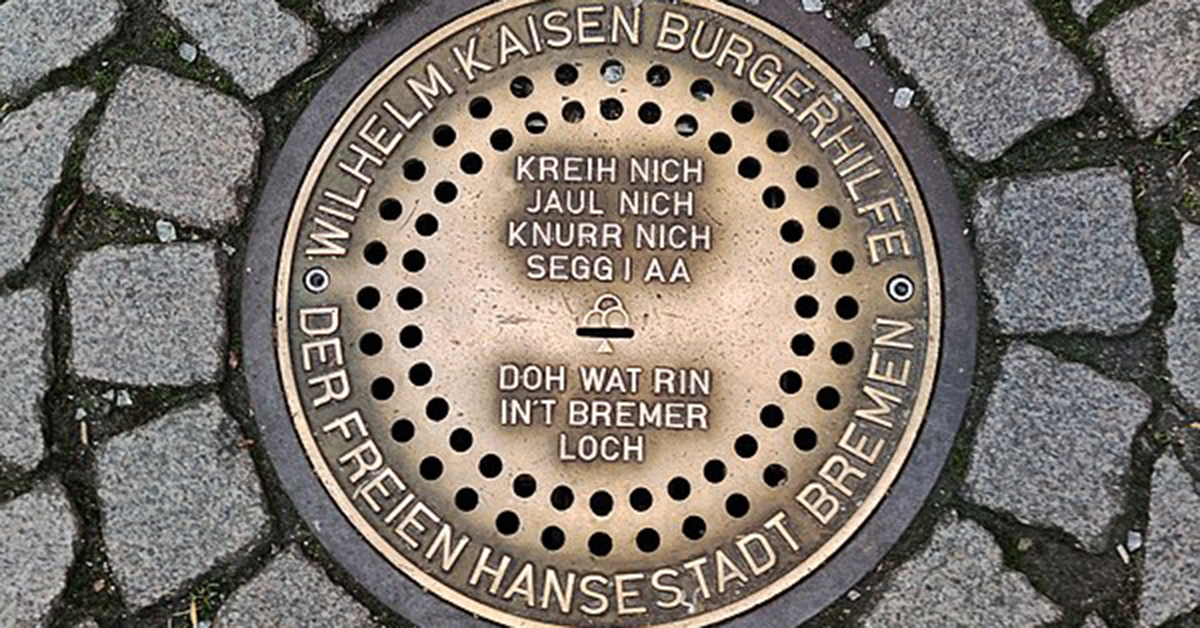 WILHELM KAISEN BÜRGERHILFE
KREIH NICH
JAUL NICH
KNURR NICH
SEGG I AA
DOH WAT RIN
IN'T BREMER
LOCH
DER FREIEN HANSESTADT BREMEN